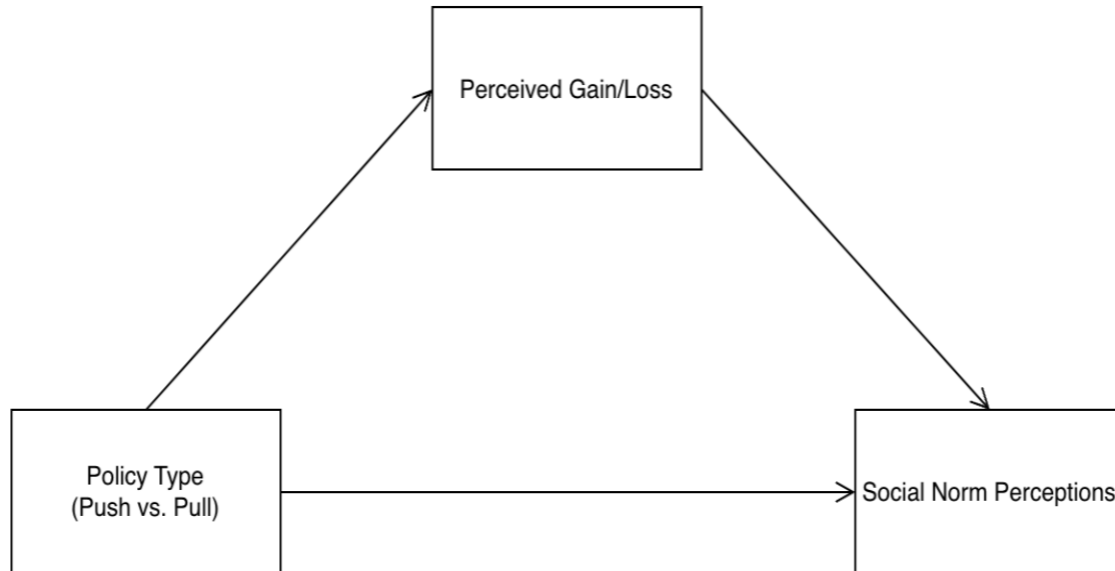 Perceived Gain/Loss
Policy Type
(Push vs. Pull)
Social Norm Perceptions